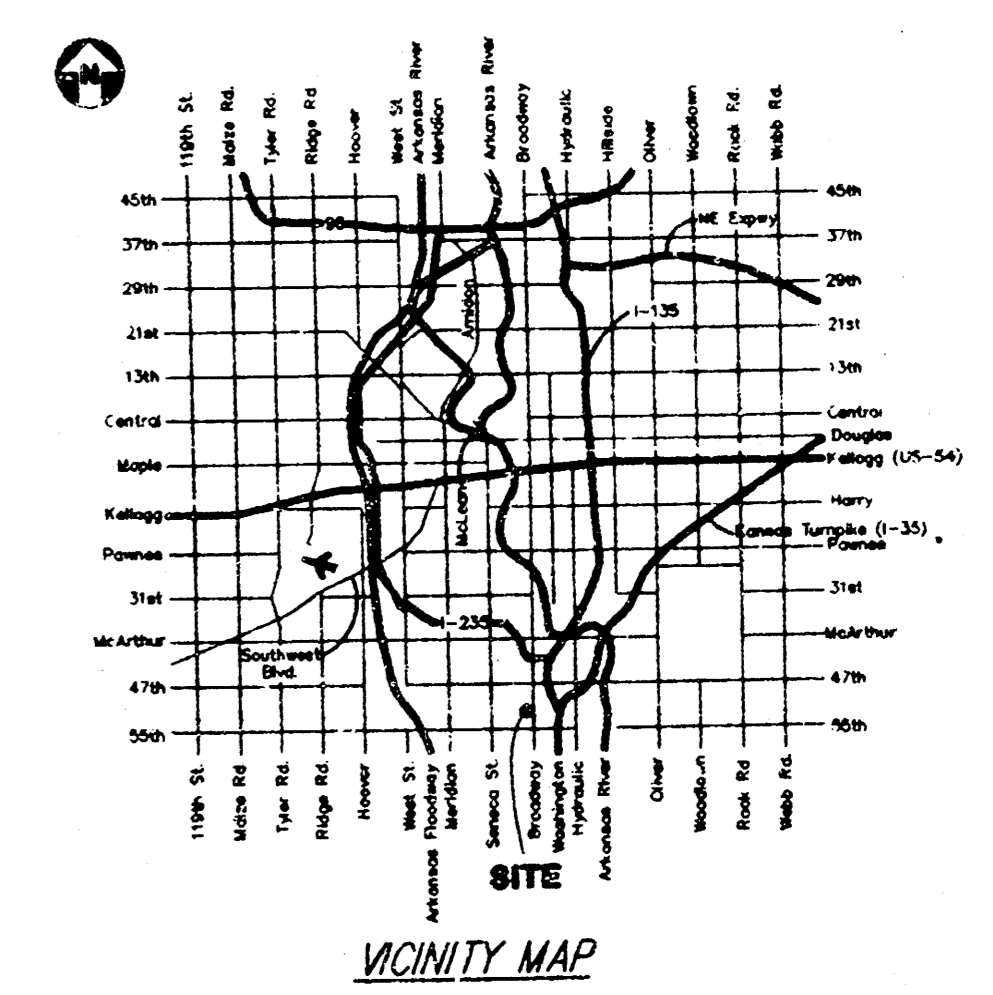 N
119th St.
Maize Rd.
Tyler Rd.
Ridge Rd
Hoover
West St
Arkansas River
Meridian
Arkansas River
Broadway
Hydraulic
Hillside
Oliver
Woodlawn
Rock Rd.
Webb Rd.
45th
37th
29th
21st
13th
Central
Maple
Kellogg
Pawnee
31st
McArthur
47th
55th
96
NE Expwy
I-135
Amidon
McLean
I-235
Southwest
Blvd.
45th
37th
29th
21st
13th
Central
Douglas
Kellogg (US-54)
Harry
Kansas Turnpike (I-35)
Pawnee
31st
McArthur
47th
55th
119th St.
Maize Rd
Tyler Rd.
Ridge Rd.
Hoover
West St.
Arkansas Floodway
Meridian
Seneca St.
Broadway
Washington
Hydraulic
Arkansas River
Oliver
Woodlawn
Rock Rd
Webb Rd.
SITE
VICINITY MAP